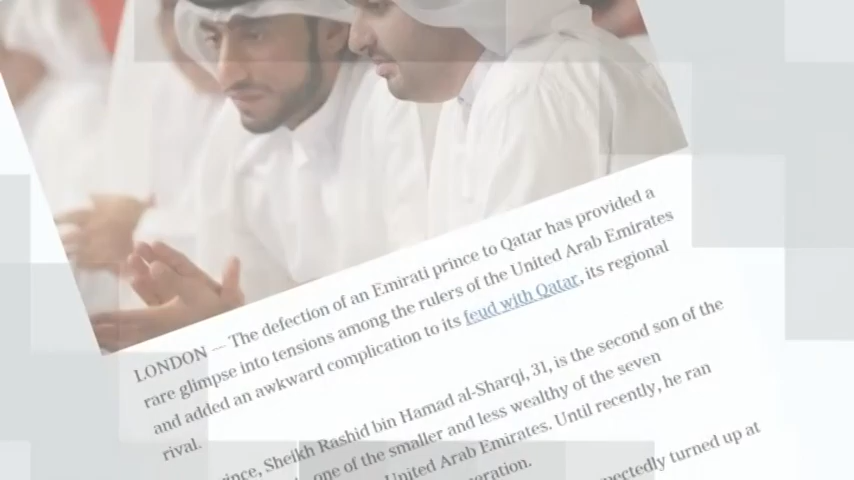 LONDON — The defection of an Emirati prince to Qatar has provided a
rare glimpse into tensions among the rulers of the United Arab Emirates
and added an awkward complication to its feud with Qatar, its regional
rival.
Sheikh Rashid bin Hamad al-Sharqi, 31, is the second son of the
one of the smaller and less wealthy of the seven
United Arab Emirates. Until recently, he ran
turned up at